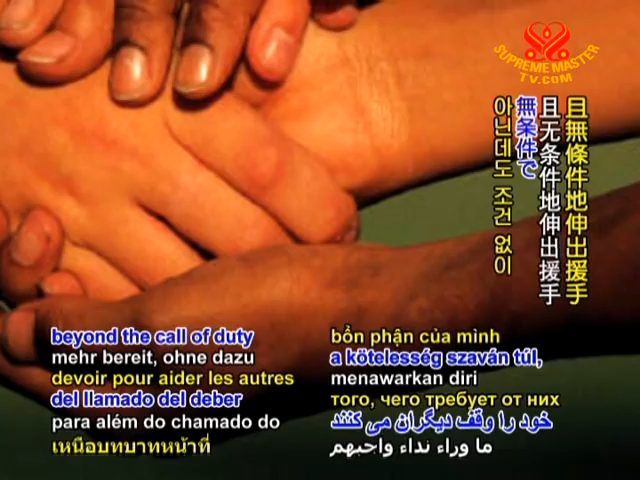 SUPREME MASTER
TV.COM
且無條件地伸出援手
且无条件地伸出援手
無条件で
아닌데도 조건 없이
beyond the call of duty
mehr bereit, ohne dazu
devoir pour aider les autres
del llamado del deber
para além do chamado do
เหนือบทบาทหน้าที่
bổn phận của mình
a kötelesség szaván túl,
menawarkan diri
того, чего требует от них
خود را وقف دیگران می کنند
ما وراء نداء واجبهم